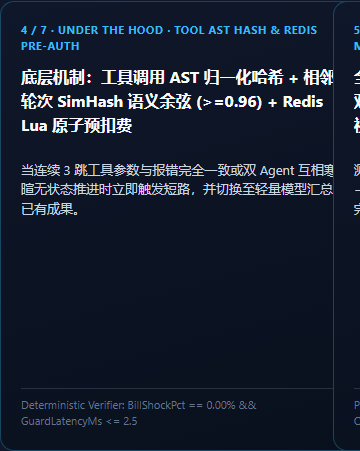 4 / 7 · UNDER THE HOOD · TOOL AST HASH & REDIS
PRE-AUTH
底层机制：工具调用 AST 归一化哈希 + 相邻
轮次 SimHash 语义余弦 (>=0.96) + Redis
Lua 原子预扣费
当连续 3 跳工具参数与报错完全一致或双 Agent 互相寒
暄无状态推进时立即触发短路，并切换至轻量模型汇总
已有成果。
Deterministic Verifier: BillShockPct == 0.00% &&
GuardLatencyMs <= 2.5
5